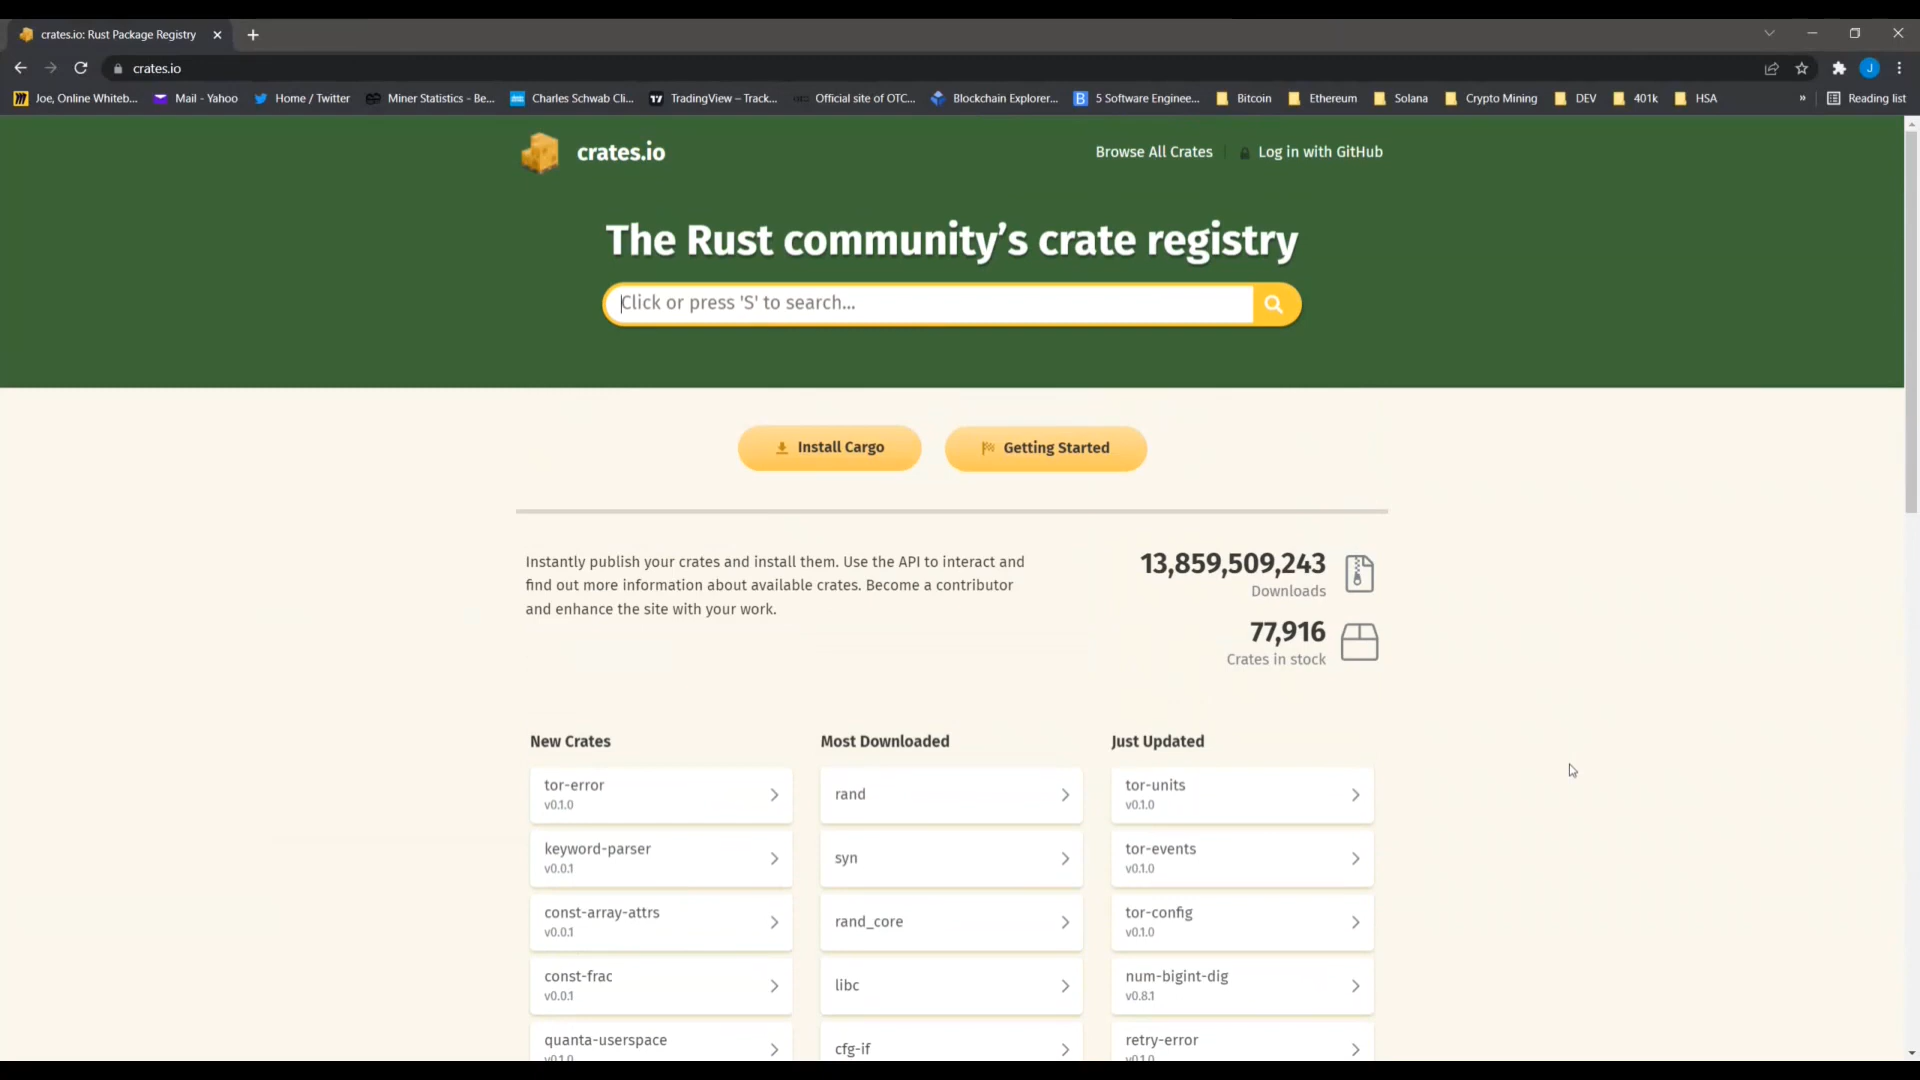 crates.io: Rust Package Registry
crates.io
J
Joe, Online Whiteb...
Mail - Yahoo
Home / Twitter
Miner Statistics - Be...
Charles Schwab Cli...
TradingView – Track...
Official site of OTC...
Blockchain Explorer...
B
5 Software Enginee...
Bitcoin
Ethereum
Solana
Crypto Mining
DEV
401k
HSA
»
Reading list
crates.io
Browse All Crates
Log in with GitHub
The Rust community's crate registry
Click or press 'S' to search...
Install Cargo
Getting Started
Instantly publish your crates and install them. Use the API to interact and
find out more information about available crates. Become a contributor
and enhance the site with your work.
13,859,509,243
Downloads
77,916
Crates in stock
New Crates
tor-error
v0.1.0
keyword-parser
v0.0.1
const-array-attrs
v0.0.1
const-frac
v0.0.1
quanta-userspace
v0.1.0
Most Downloaded
rand
syn
rand_core
libc
cfg-if
Just Updated
tor-units
v0.1.0
tor-events
v0.1.0
tor-config
v0.1.0
num-bigint-dig
v0.8.1
retry-error
v0.1.0